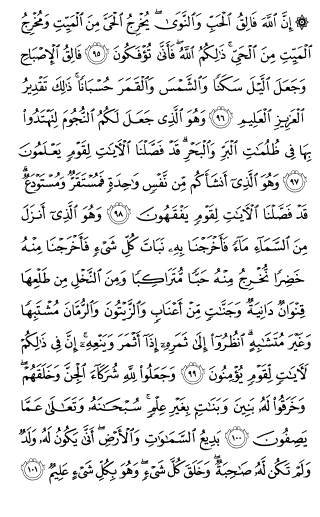 ۞ إِنَّ ٱللَّهَ فَالِقُ ٱلْحَبِّ وَٱلنَّوَىٰ ۖ يُخْرِجُ ٱلْحَىَّ مِنَ ٱلْمَيِّتِ وَمُخْرِجُ
ٱلْمَيِّتِ مِنَ ٱلْحَىِّ ۚ ذَٰلِكُمُ ٱللَّهُ ۖ فَأَنَّىٰ تُؤْفَكُونَ ﴿٩٥﴾ فَالِقُ ٱلْإِصْبَاحِ
وَجَعَلَ ٱلَّيْلَ سَكَنًا وَٱلشَّمْسَ وَٱلْقَمَرَ حُسْبَانًا ۚ ذَٰلِكَ تَقْدِيرُ
ٱلْعَزِيزِ ٱلْعَلِيمِ ﴿٩٦﴾ وَهُوَ ٱلَّذِى جَعَلَ لَكُمُ ٱلنُّجُومَ لِتَهْتَدُوا۟
بِهَا فِى ظُلُمَٰتِ ٱلْبَرِّ وَٱلْبَحْرِ ۗ قَدْ فَصَّلْنَا ٱلْءَايَٰتِ لِقَوْمٍ يَعْلَمُونَ
﴿٩٧﴾ وَهُوَ ٱلَّذِىٓ أَنشَأَكُم مِّن نَّفْسٍ وَٰحِدَةٍ فَمُسْتَقَرٌّ وَمُسْتَوْدَعٌ ۗ
قَدْ فَصَّلْنَا ٱلْءَايَٰتِ لِقَوْمٍ يَفْقَهُونَ ﴿٩٨﴾ وَهُوَ ٱلَّذِىٓ أَنزَلَ
مِنَ ٱلسَّمَآءِ مَآءً فَأَخْرَجْنَا بِهِۦ نَبَاتَ كُلِّ شَىْءٍ فَأَخْرَجْنَا مِنْهُ
خَضِرًا نُّخْرِجُ مِنْهُ حَبًّا مُّتَرَاكِبًا وَمِنَ ٱلنَّخْلِ مِن طَلْعِهَا
قِنْوَانٌ دَانِيَةٌ وَجَنَّٰتٍ مِّنْ أَعْنَابٍ وَٱلزَّيْتُونَ وَٱلرُّمَّانَ مُشْتَبِهًا
وَغَيْرَ مُتَشَٰبِهٍ ۗ ٱنظُرُوٓا۟ إِلَىٰ ثَمَرِهِۦٓ إِذَآ أَثْمَرَ وَيَنْعِهِۦٓ ۚ إِنَّ فِى ذَٰلِكُمْ
لَءَايَٰتٍ لِّقَوْمٍ يُؤْمِنُونَ ﴿٩٩﴾ وَجَعَلُوا۟ لِلَّهِ شُرَكَآءَ ٱلْجِنَّ وَخَلَقَهُمْ ۖ
وَخَرَقُوا۟ لَهُۥ بَنِينَ وَبَنَٰتٍۭ بِغَيْرِ عِلْمٍ ۚ سُبْحَٰنَهُۥ وَتَعَٰلَىٰ عَمَّا
يَصِفُونَ ﴿١٠٠﴾ بَدِيعُ ٱلسَّمَٰوَٰتِ وَٱلْأَرْضِ ۖ أَنَّىٰ يَكُونُ لَهُۥ وَلَدٌ
وَلَمْ تَكُن لَّهُۥ صَٰحِبَةٌ ۖ وَخَلَقَ كُلَّ شَىْءٍ ۖ وَهُوَ بِكُلِّ شَىْءٍ عَلِيمٌ ﴿١٠١﴾